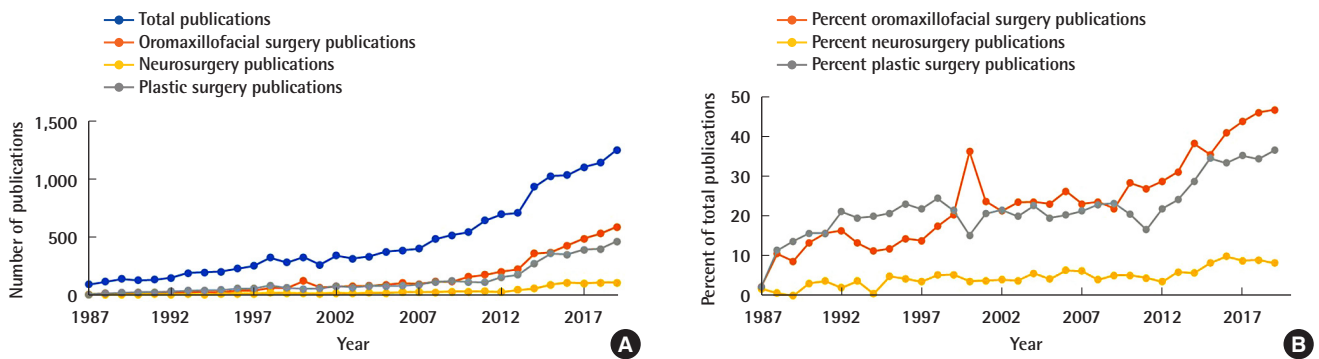 Total publications
Oromaxillofacial surgery publications
Neurosurgery publications
Plastic surgery publications
Number of publications
1,500
1,000
500
0
1987 1992 1997 2002 2007 2012 2017
Year
A
Percent oromaxillofacial surgery publications
Percent neurosurgery publications
Percent plastic surgery publications
Percent of total publications
50
40
30
20
10
0
1987 1992 1997 2002 2007 2012 2017
Year
B